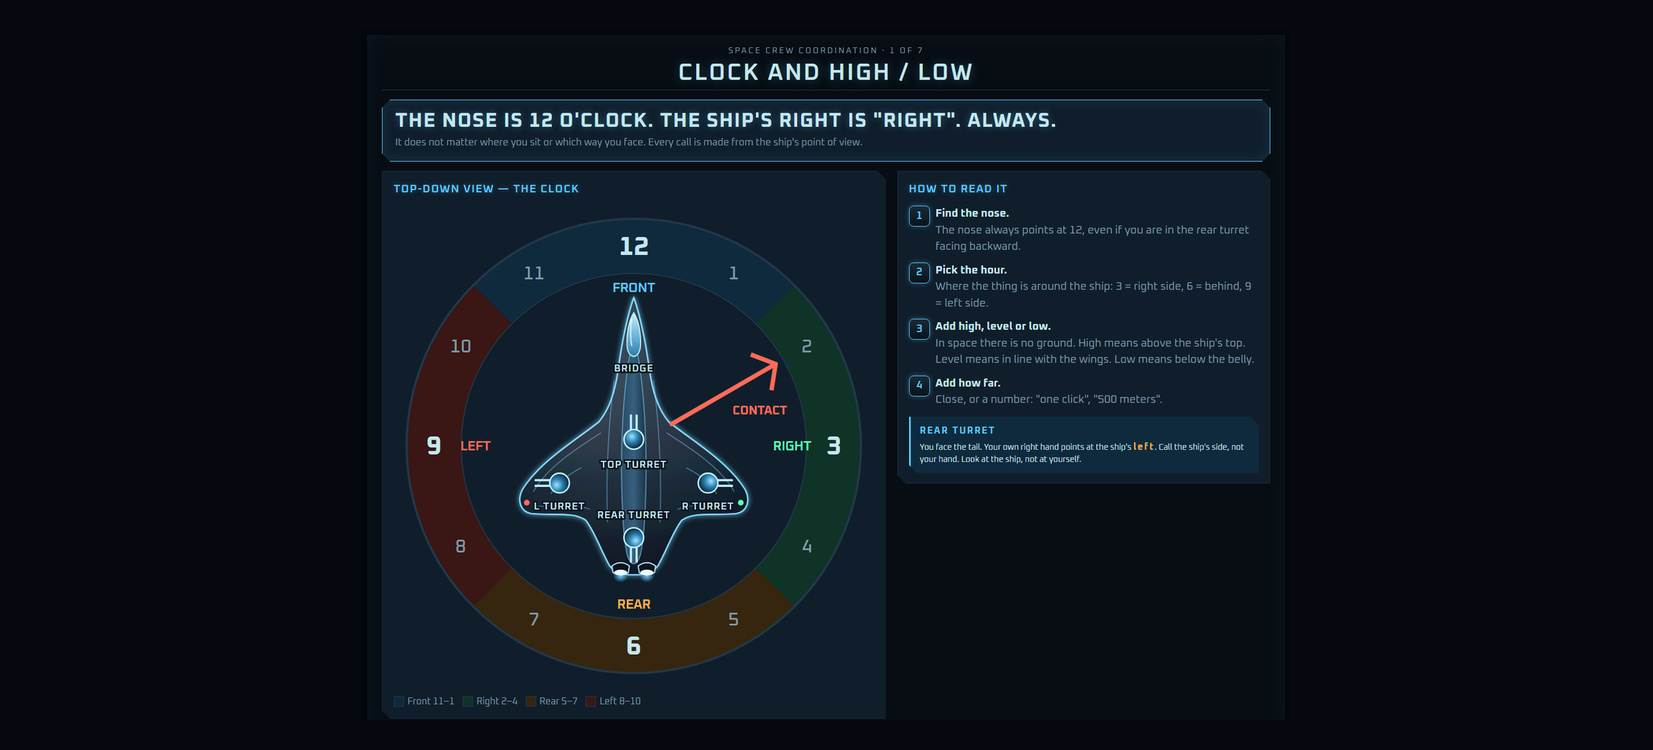 SPACE CREW COORDINATION · 1 OF 7
CLOCK AND HIGH / LOW
THE NOSE IS 12 O'CLOCK. THE SHIP'S RIGHT IS "RIGHT". ALWAYS.
It does not matter where you sit or which way you face. Every call is made from the ship's point of view.
TOP-DOWN VIEW — THE CLOCK
12
11
1
FRONT
10
2
BRIDGE
CONTACT
9
LEFT
RIGHT
3
TOP TURRET
L TURRET
REAR TURRET
R TURRET
8
4
REAR
7
5
6
Front 11–1
Right 2–4
Rear 5–7
Left 8–10
HOW TO READ IT
1
Find the nose.
The nose always points at 12, even if you are in the rear turret
facing backward.
2
Pick the hour.
Where the thing is around the ship: 3 = right side, 6 = behind, 9
= left side.
3
Add high, level or low.
In space there is no ground. High means above the ship's top.
Level means in line with the wings. Low means below the belly.
4
Add how far.
Close, or a number: "one click", "500 meters".
REAR TURRET
You face the tail. Your own right hand points at the ship's left. Call the ship's side, not
your hand. Look at the ship, not at yourself.